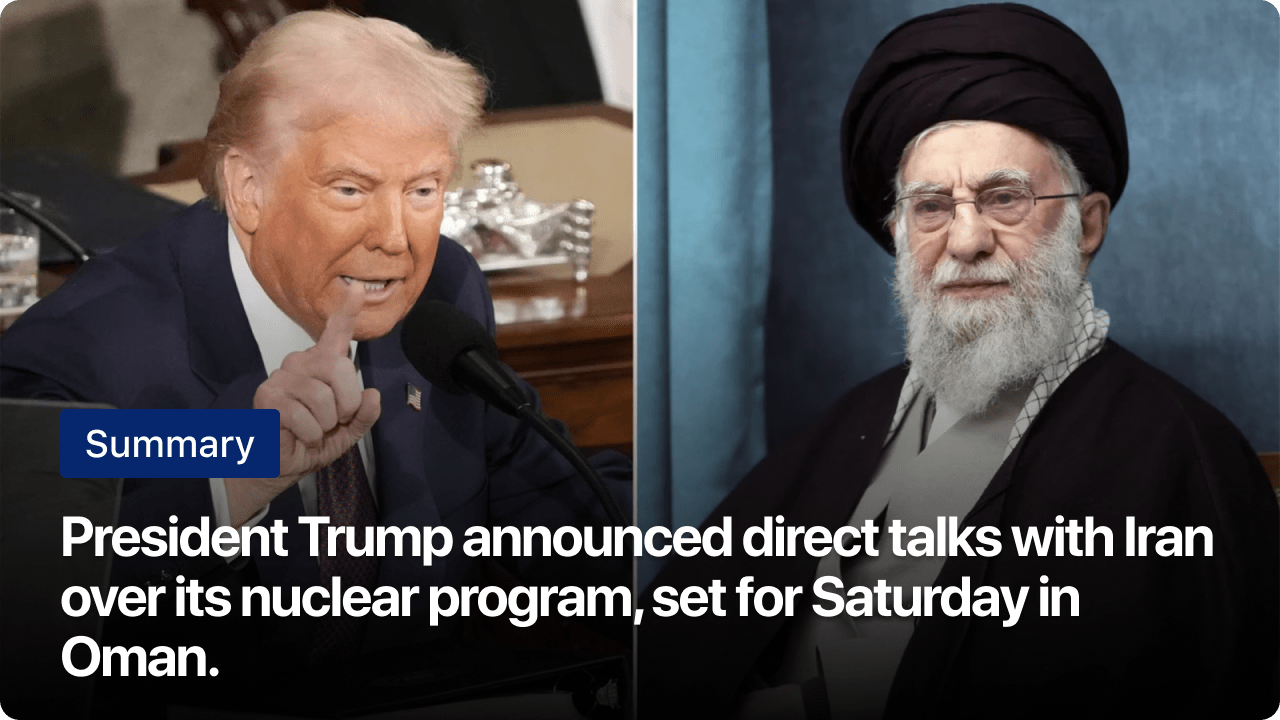 Summary
President Trump announced direct talks with Iran
over its nuclear program, set for Saturday in
Oman.